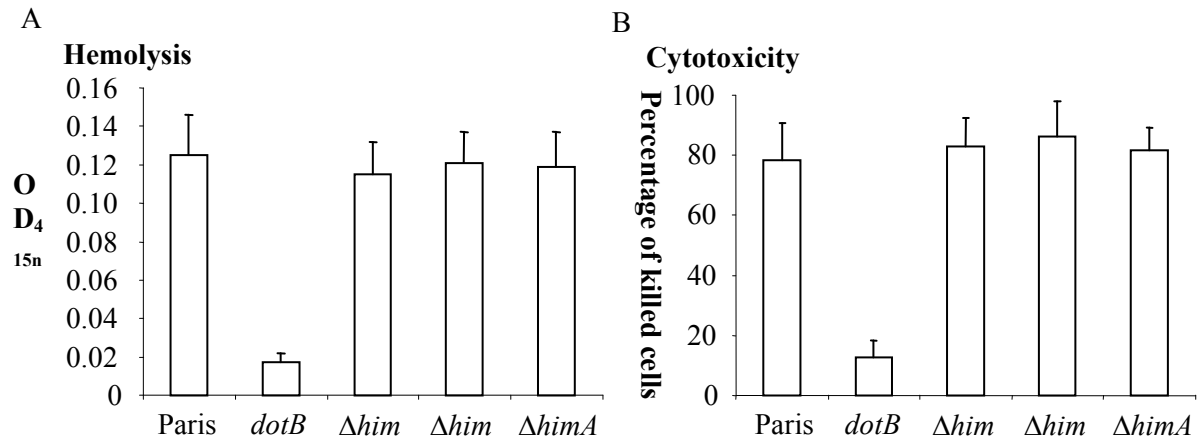 A
Hemolysis
0.16
0.14
0.12
0.10
0.08
0.06
0.04
0.02
0
O
D4
15n
Paris dotB Δhim Δhim ΔhimA
B
Cytotoxicity
Percentage of killed cells
100
80
60
40
20
0
Paris dotB Δhim Δhim ΔhimA